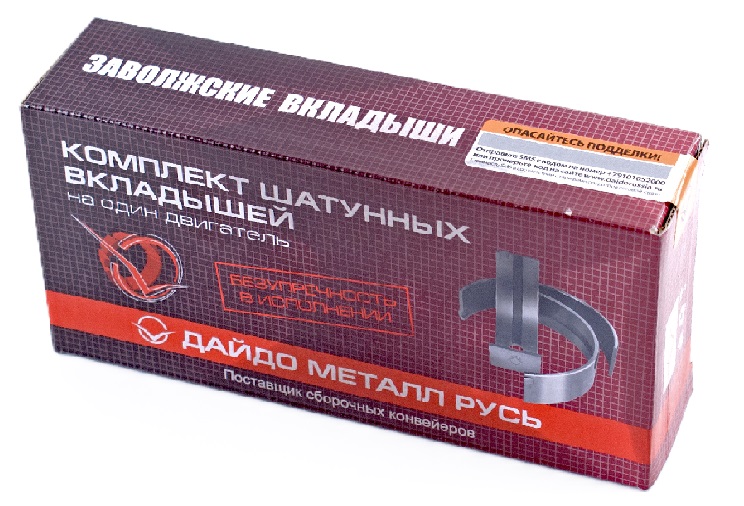 ЗАВОЛЖСКИЕ ВКЛАДЫШИ
ОПАСАЙТЕСЬ ПОДДЕЛКИ!
КОМПЛЕКТ ШАТУННЫХ
ВКЛАДЫШЕЙ
на один двигатель
БЕЗУПРЕЧНОСТЬ
В ИСПОЛНЕНИИ
ДАЙДО МЕТАЛЛ РУСЬ
Поставщик сборочных конвейеров